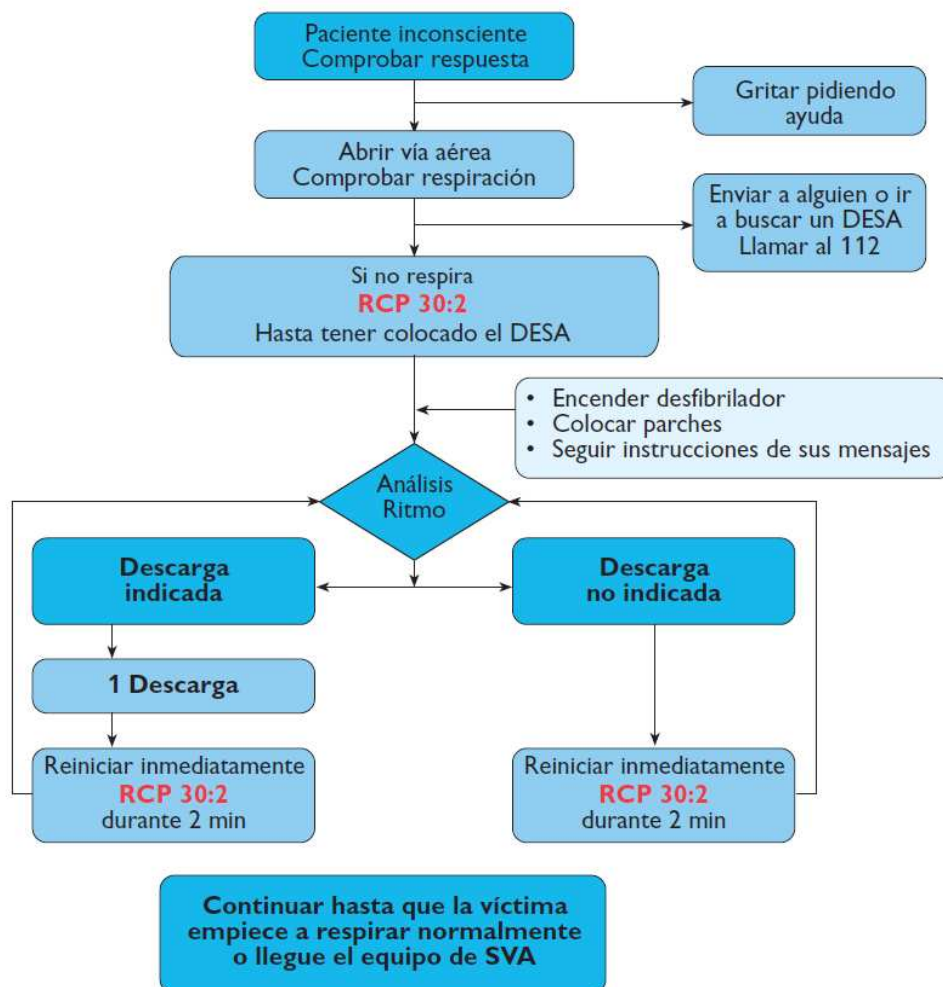 Paciente inconsciente
Comprobar respuesta
Gritar pidiendo
ayuda
Abrir vía aérea
Comprobar respiración
Enviar a alguien o ir
a buscar un DESA
Llamar al 112
Si no respira
RCP 30:2
Hasta tener colocado el DESA
• Encender desfibrilador
• Colocar parches
• Seguir instrucciones de sus mensajes
Análisis
Ritmo
Descarga
indicada
Descarga
no indicada
1 Descarga
Reiniciar inmediatamente
RCP 30:2
durante 2 min
Reiniciar inmediatamente
RCP 30:2
durante 2 min
Continuar hasta que la víctima
empiece a respirar normalmente
o llegue el equipo de SVA